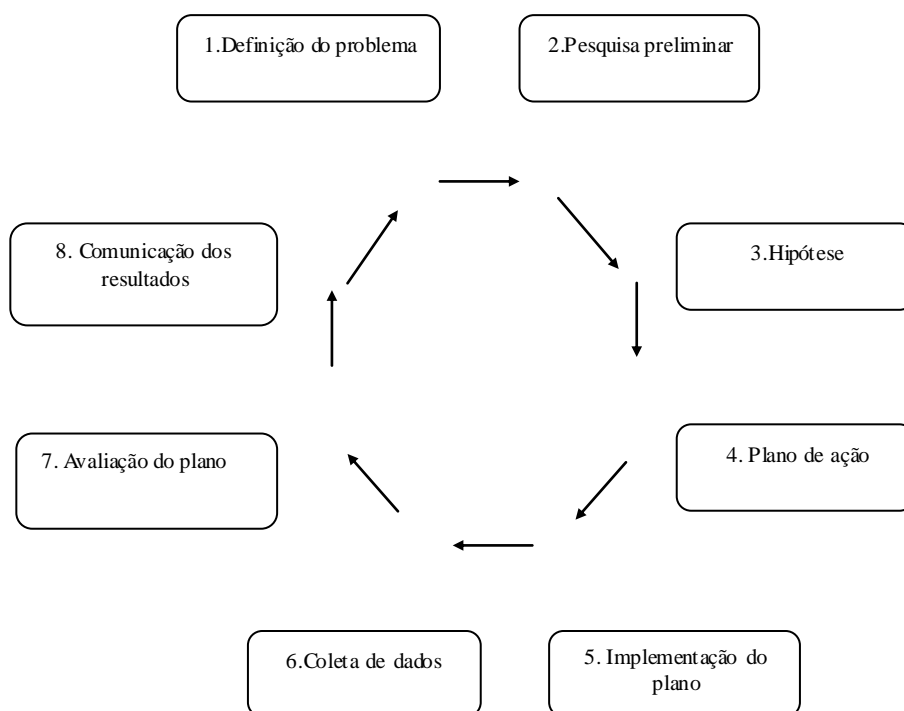 1.Definição do problema
2.Pesquisa preliminar
3.Hipótese
4. Plano de ação
5. Implementação do
plano
6.Coleta de dados
7. Avaliação do plano
8. Comunicação dos
resultados